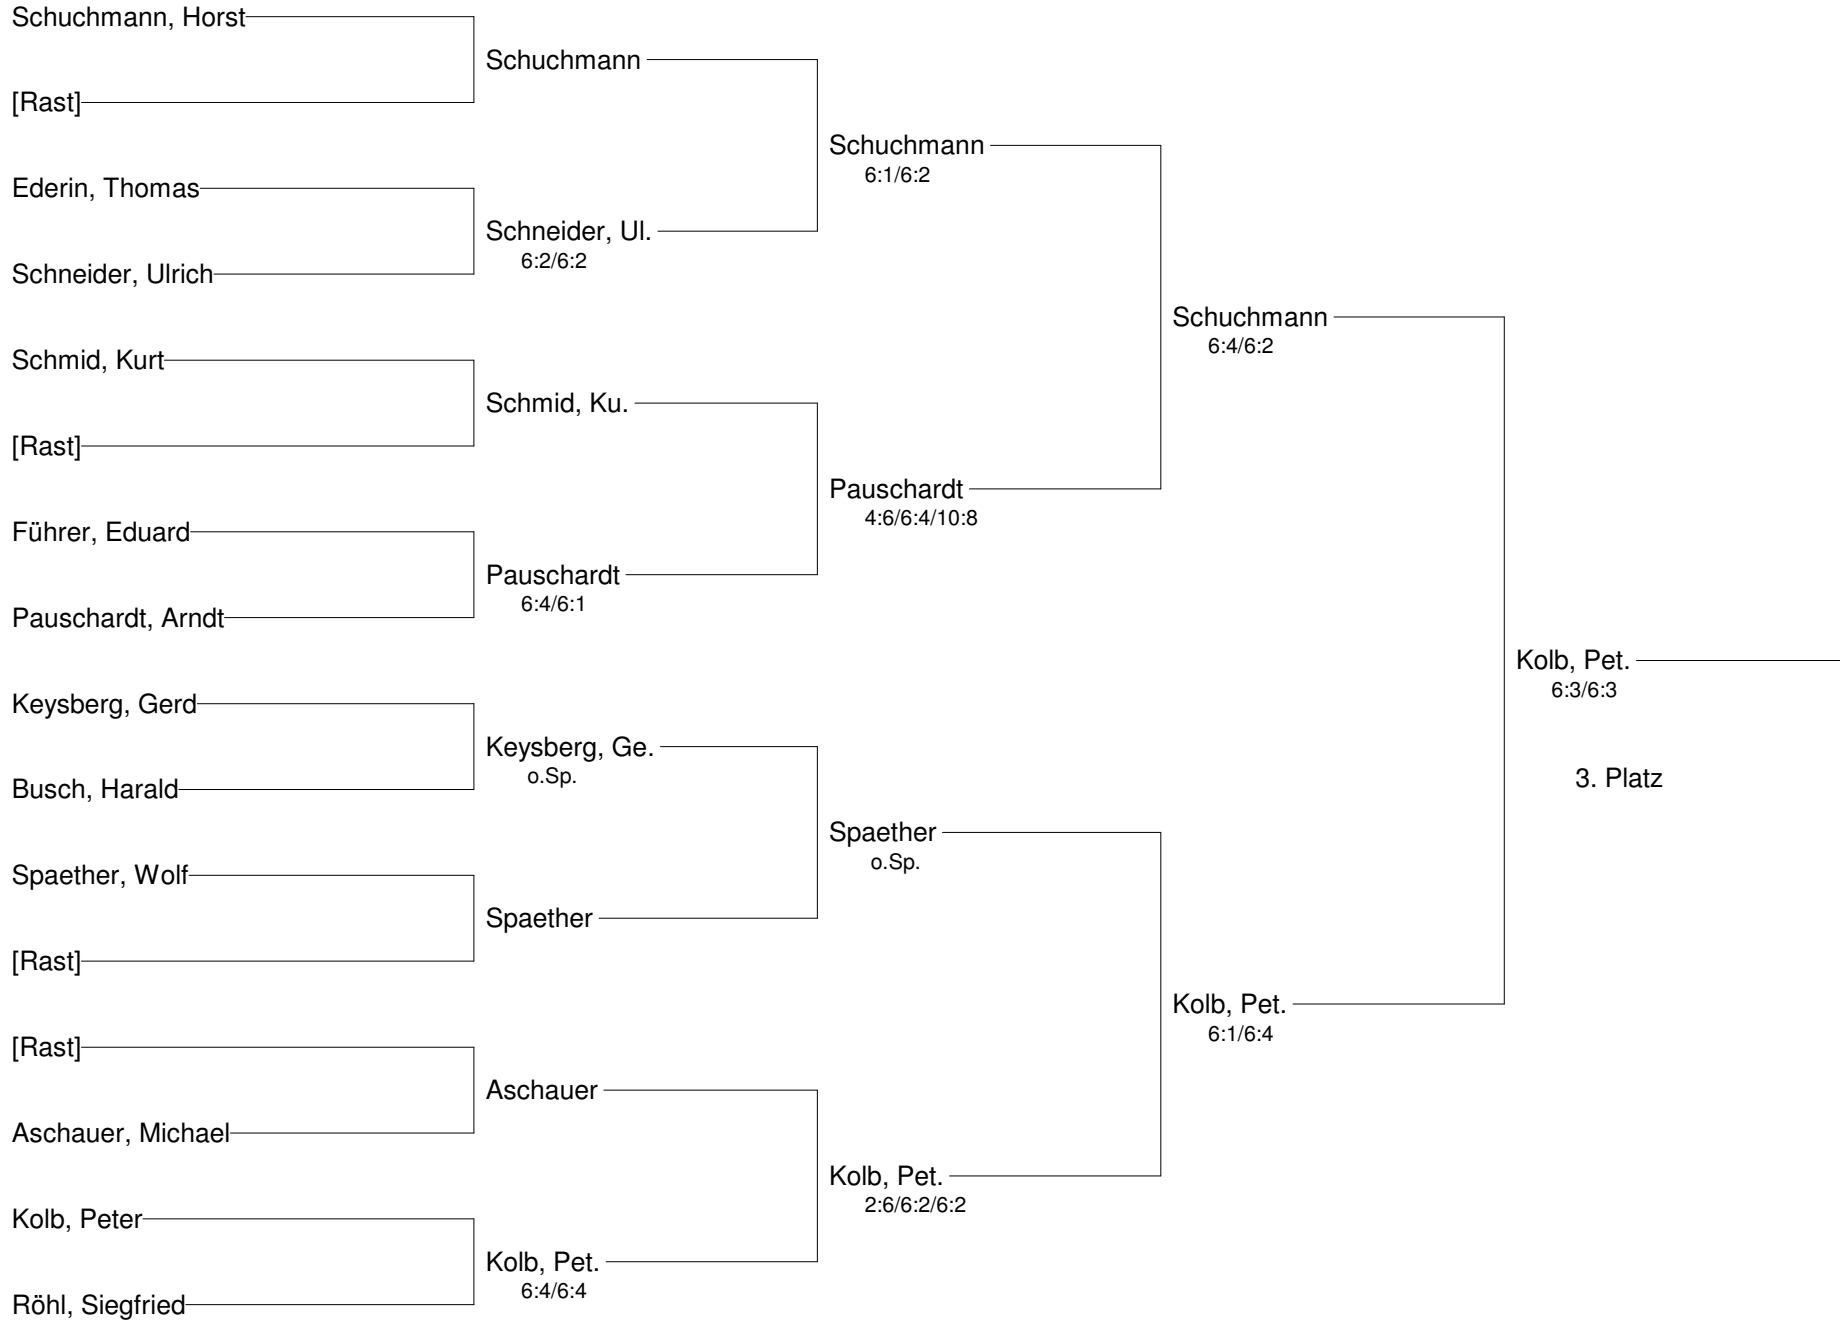 Schuchmann, Horst
Schuchmann
[Rast]
Schuchmann
6:1/6:2
Ederin, Thomas
Schneider, Ul.
6:2/6:2
Schneider, Ulrich
Schuchmann
6:4/6:2
Schmid, Kurt
Schmid, Ku.
[Rast]
Pauschardt
4:6/6:4/10:8
Führer, Eduard
Pauschardt
6:4/6:1
Pauschardt, Arndt
Kolb, Pet.
6:3/6:3
Keysberg, Gerd
Keysberg, Ge.
o.Sp.
3. Platz
Busch, Harald
Spaether
o.Sp.
Spaether, Wolf
Spaether
[Rast]
Kolb, Pet.
6:1/6:4
[Rast]
Aschauer
Aschauer, Michael
Kolb, Pet.
2:6/6:2/6:2
Kolb, Peter
Kolb, Pet.
6:4/6:4
Röhl, Siegfried